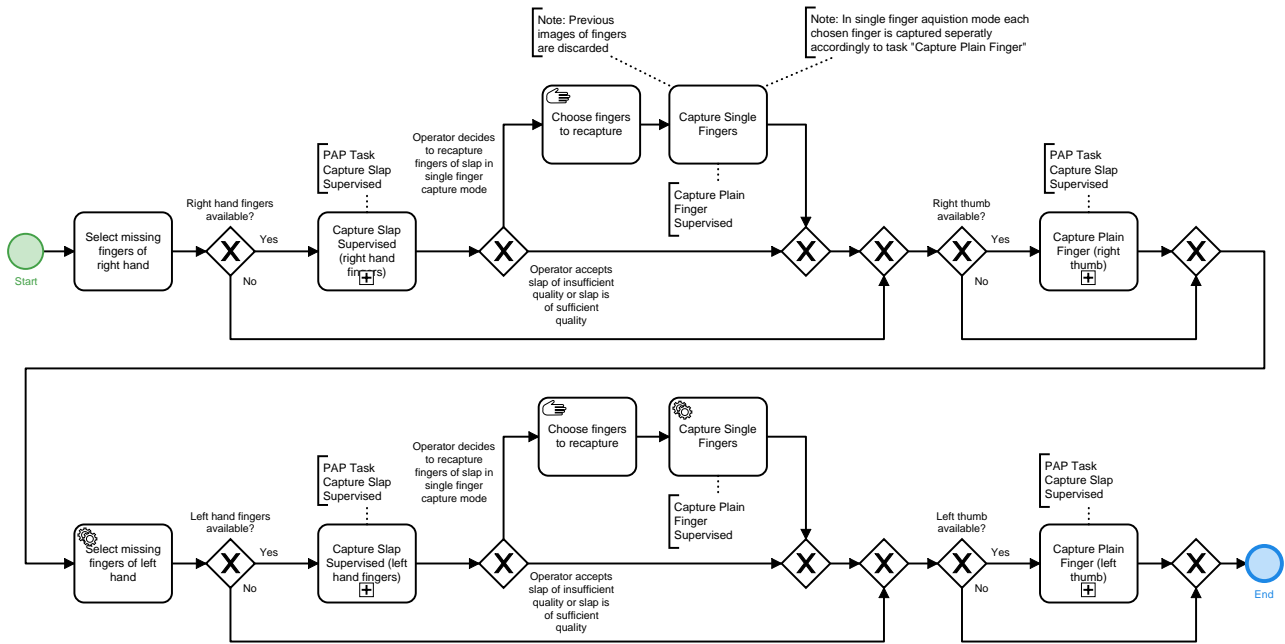 Note: Previous
images of fingers
are discarded
Note: In single finger aquistion mode each
chosen finger is captured seperatly
accordingly to task "Capture Plain Finger"
Choose fingers
to recapture
Capture Single
Fingers
Operator decides
to recapture
fingers of slap in
single finger
capture mode
PAP Task
Capture Slap
Supervised
PAP Task
Capture Slap
Supervised
Capture Plain
Finger
Supervised
Right hand fingers
available?
Right thumb
available?
Start
Select missing
fingers of
right hand
Yes
No
Capture Slap
Supervised
(right hand
fingers)
Operator accepts
slap of insufficient
quality or slap is
of sufficient
quality
Yes
No
Capture Plain
Finger (right
thumb)
Choose fingers
to recapture
Capture Single
Fingers
Operator decides
to recapture
fingers of slap in
single finger
capture mode
PAP Task
Capture Slap
Supervised
PAP Task
Capture Slap
Supervised
Capture Plain
Finger
Supervised
Left hand fingers
available?
Left thumb
available?
Select missing
fingers of left
hand
Yes
No
Capture Slap
Supervised (left
hand fingers)
Operator accepts
slap of insufficient
quality or slap is
of sufficient
quality
Yes
No
Capture Plain
Finger (left
thumb)
End